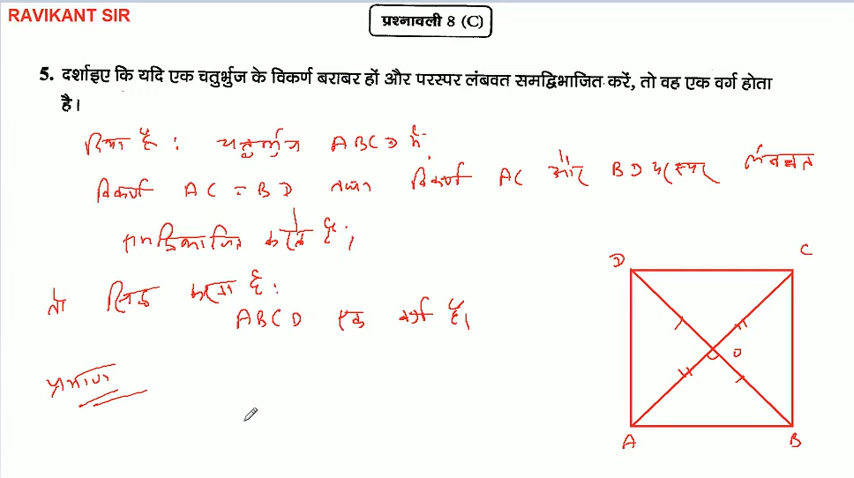 RAVIKANT SIR
प्रश्नावली 8 (C)
5. दर्शाइए कि यदि एक चतुर्भुज के विकर्ण बराबर हों और परस्पर लंबवत समद्विभाजित करें, तो वह एक वर्ग होता
है।
दिया है : चतुर्भुज ABCD में
विकर्ण AC = BD तथा विकर्ण AC और BD परस्पर लंबवत
समद्विभाजित करते हैं।
तो सिद्ध करना है :
ABCD एक वर्ग है।
प्रमाण
D C
O
A B